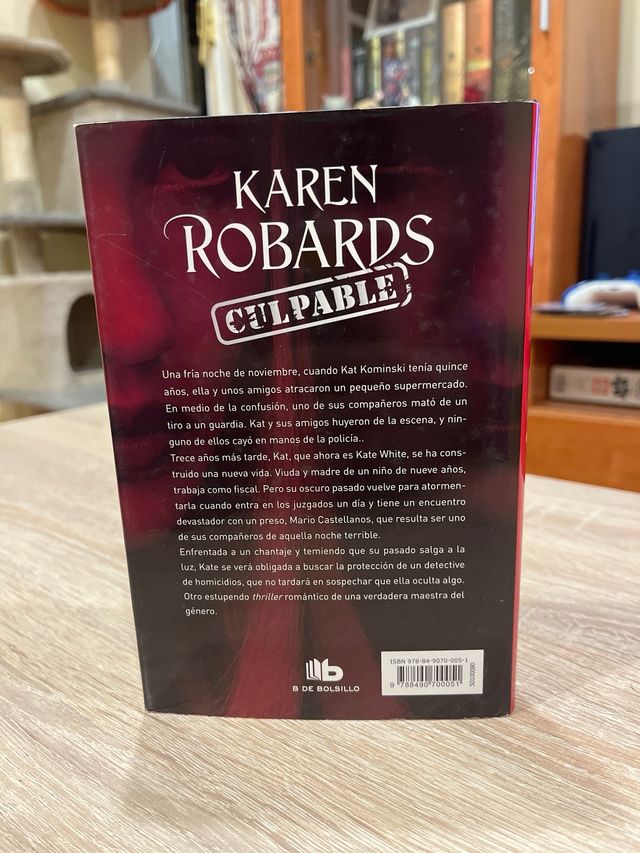 KAREN
ROBARDS
CULPABLE
Una fría noche de noviembre, cuando Kat Kominski tenía quince
años, ella y unos amigos atracaron un pequeño supermercado.
En medio de la confusión, uno de sus compañeros mató de un
tiro a un guardia. Kat y sus amigos huyeron de la escena, y nin-
guno de ellos cayó en manos de la policía..
Trece años más tarde, Kat, que ahora es Kate White, se ha cons-
truido una nueva vida. Viuda y madre de un niño de nueve años,
trabaja como fiscal. Pero su oscuro pasado vuelve para atormen-
tarla cuando entra en los juzgados un día y tiene un encuentro
devastador con un preso, Mario Castellanos, que resulta ser uno
de sus compañeros de aquella noche terrible.
Enfrentada a un chantaje y temiendo que su pasado salga a la
luz, Kate se verá obligada a buscar la protección de un detective
de homicidios, que no tardará en sospechar que ella oculta algo.
Otro estupendo thriller romántico de una verdadera maestra del
género.
b
B DE BOLSILLO
ISBN 978-84-9070-005-1
9 788490 700051
50100080